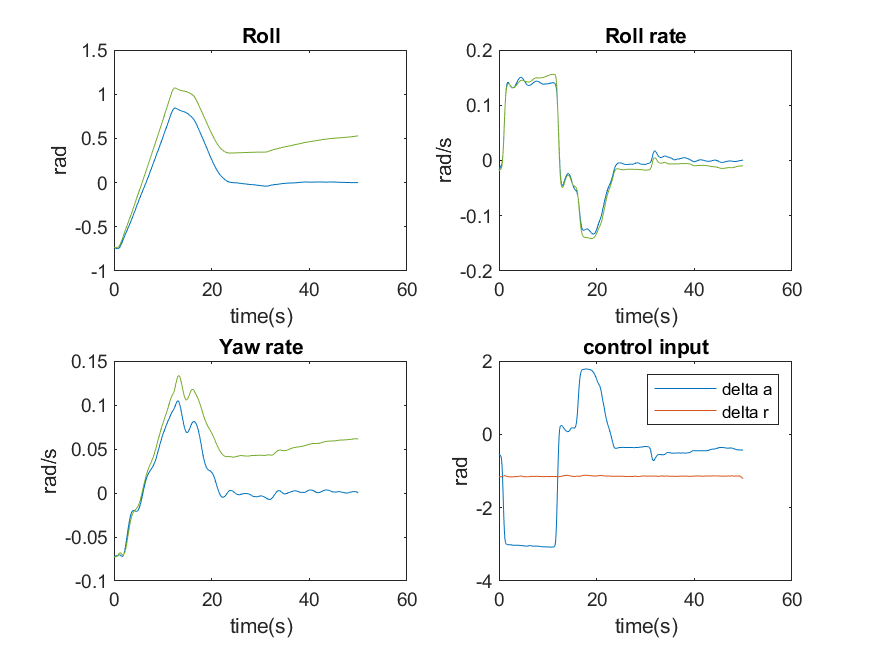 Roll
1.5
1
0.5
0
-0.5
-1
rad
0 20 40 60
time(s)
Roll rate
0.2
0.1
0
-0.1
-0.2
rad/s
0 20 40 60
time(s)
Yaw rate
0.15
0.1
0.05
0
-0.05
-0.1
rad/s
0 20 40 60
time(s)
control input
2
0
-2
-4
rad
delta a
delta r
0 20 40 60
time(s)